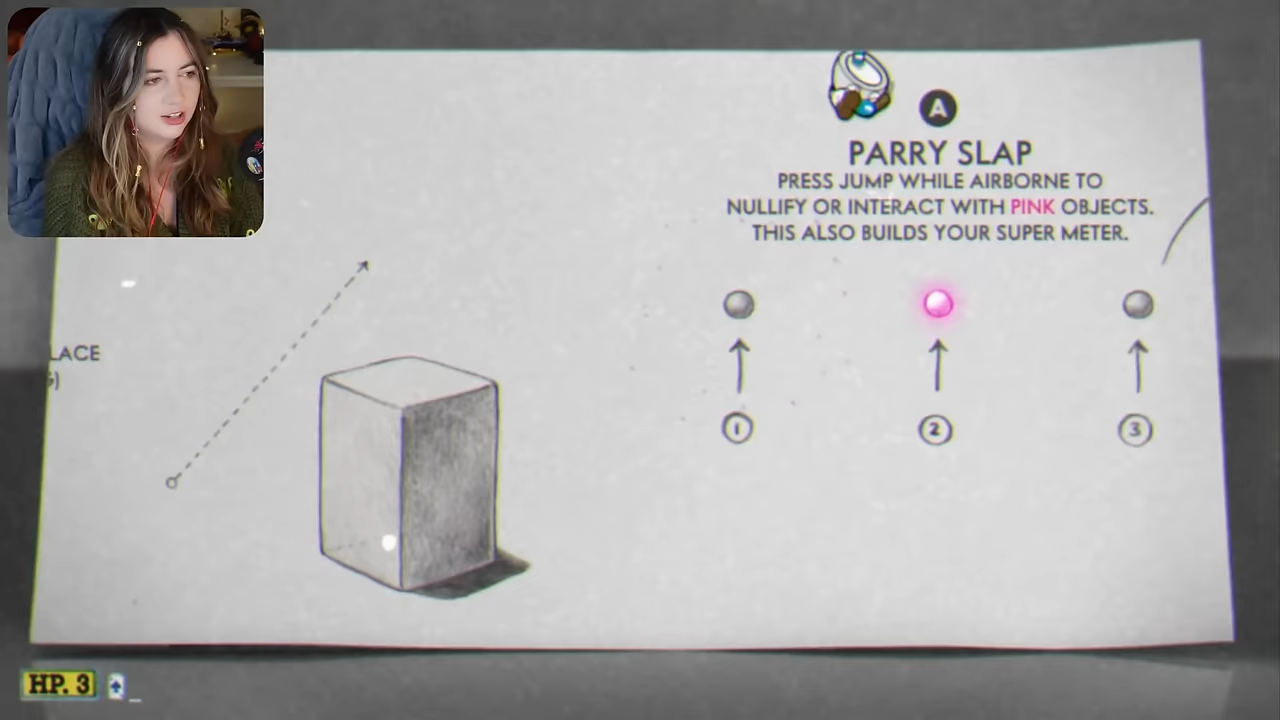 A
PARRY SLAP
PRESS JUMP WHILE AIRBORNE TO
NULLIFY OR INTERACT WITH PINK OBJECTS.
THIS ALSO BUILDS YOUR SUPER METER.
LACE
1
2
3
HP. 3